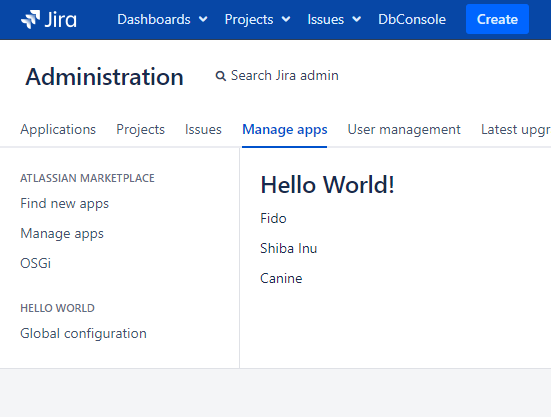 Jira Dashboards Projects Issues DbConsole Create
Administration Search Jira admin
Applications Projects Issues Manage apps User management Latest upgr
ATLASSIAN MARKETPLACE
Find new apps
Manage apps
OSGi
HELLO WORLD
Global configuration
Hello World!
Fido
Shiba Inu
Canine